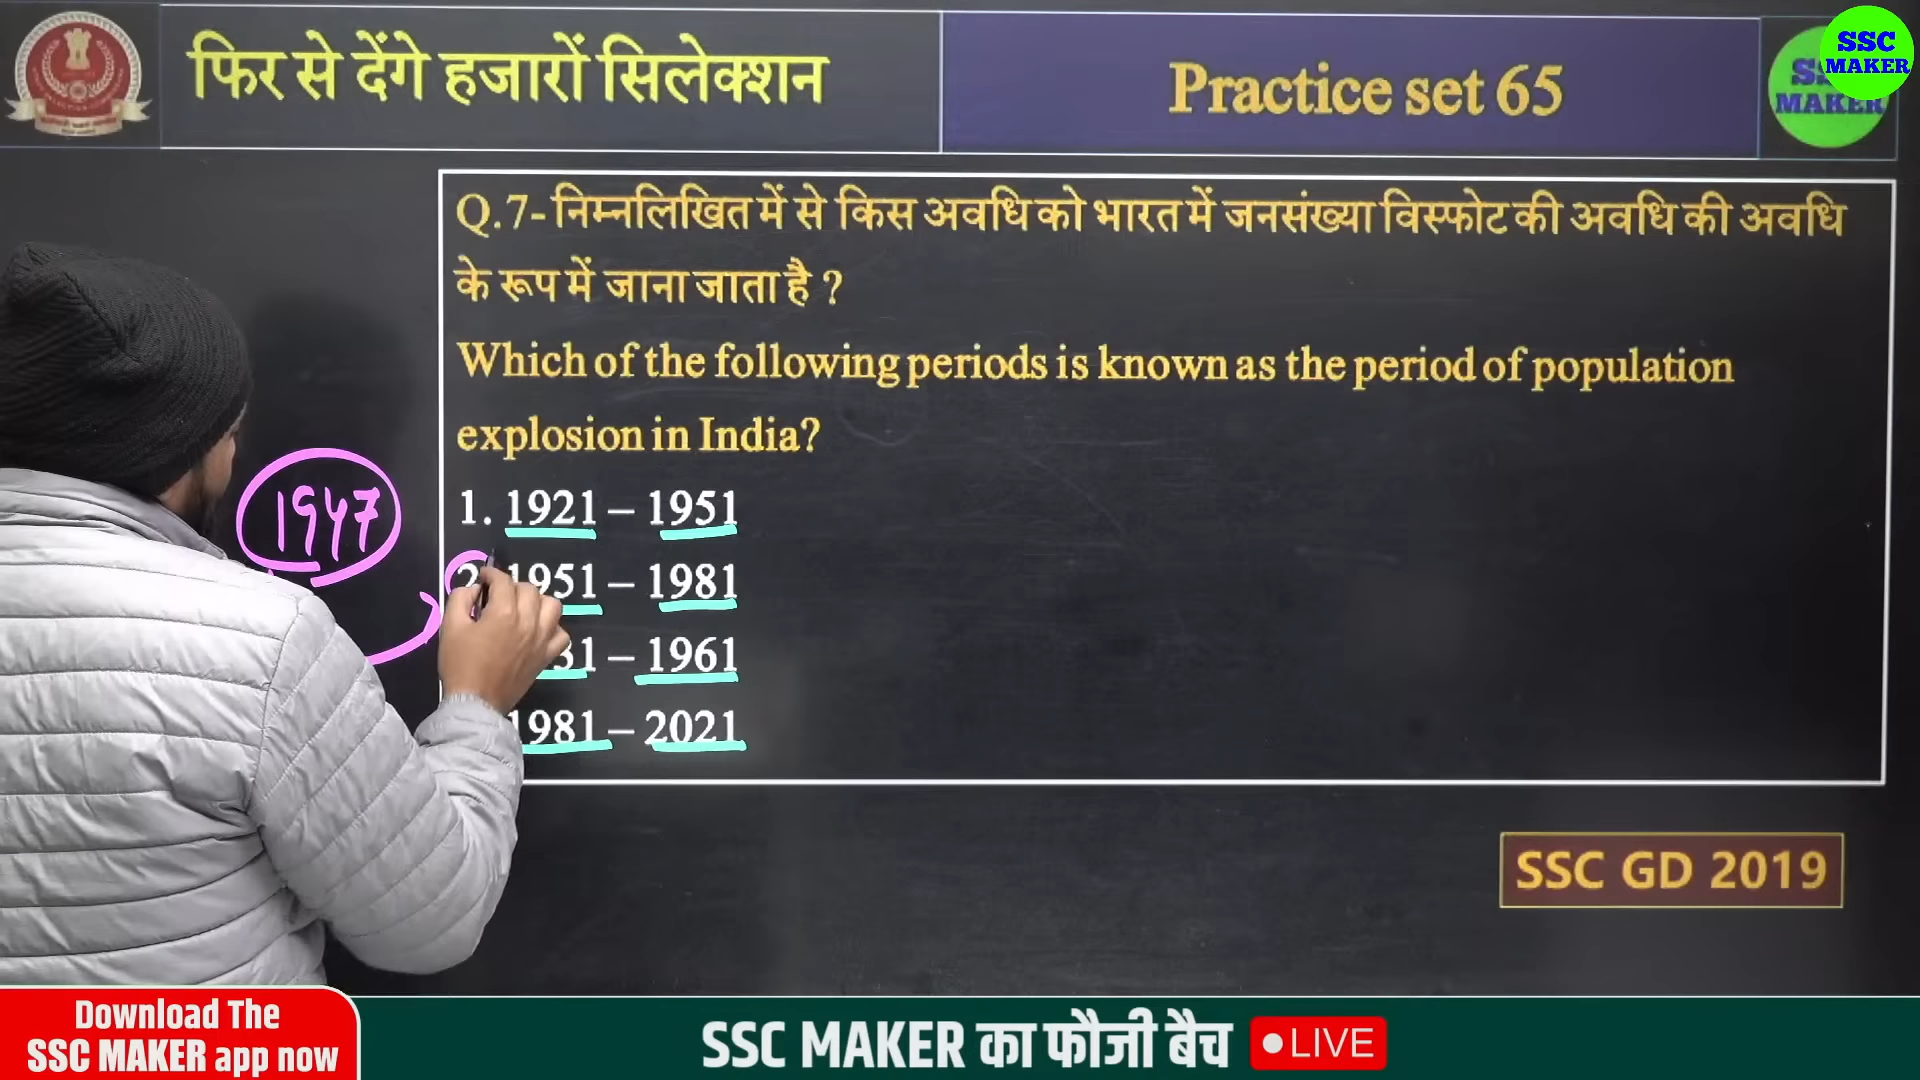 फिर से देंगे हजारों सिलेक्शन
Practice set 65
SSC
MAKER
MAKER
Q.7- निम्नलिखित में से किस अवधि को भारत में जनसंख्या विस्फोट की अवधि की अवधि
के रूप में जाना जाता है ?
Which of the following periods is known as the period of population
explosion in India?
1947
1. 1921 – 1951
2. 1951 – 1981
– 1961
1981 – 2021
SSC GD 2019
Download The
SSC MAKER app now
SSC MAKER का फौजी बैच
LIVE